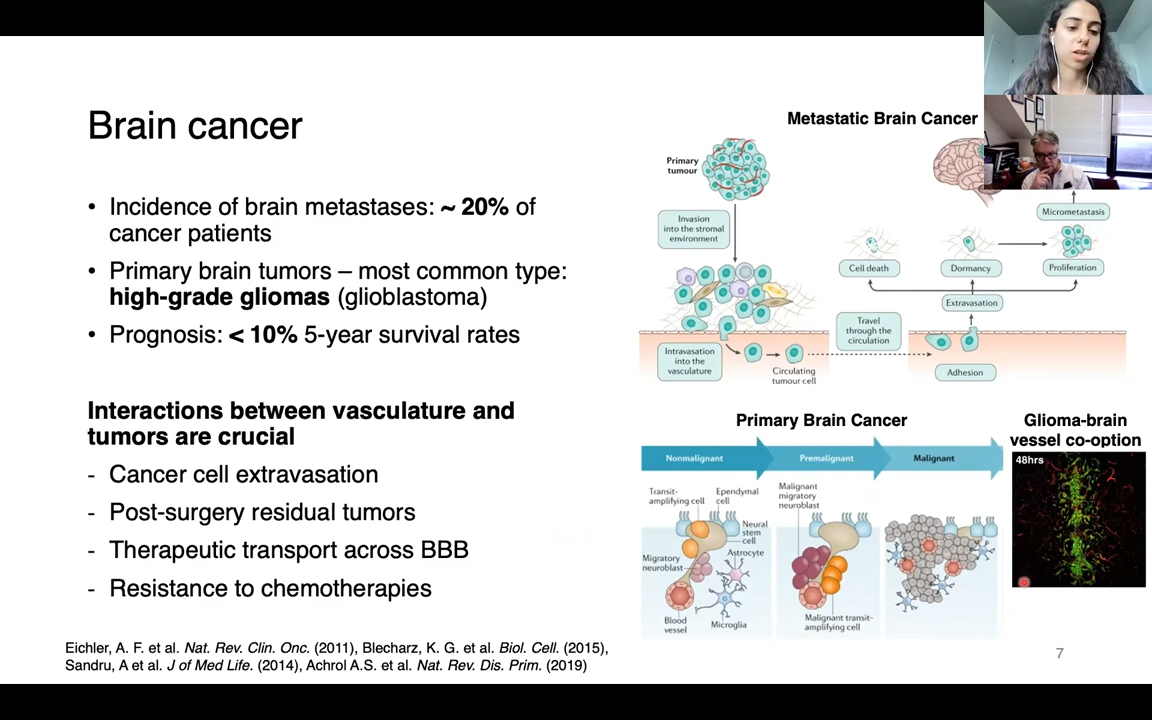 Brain cancer
• Incidence of brain metastases: ~ 20% of
cancer patients
• Primary brain tumors – most common type:
high-grade gliomas (glioblastoma)
• Prognosis: < 10% 5-year survival rates
Interactions between vasculature and
tumors are crucial
- Cancer cell extravasation
- Post-surgery residual tumors
- Therapeutic transport across BBB
- Resistance to chemotherapies
Eichler, A. F. et al. Nat. Rev. Clin. Onc. (2011), Blecharz, K. G. et al. Biol. Cell. (2015),
Sandru, A et al. J of Med Life. (2014), Achrol A.S. et al. Nat. Rev. Dis. Prim. (2019)
Metastatic Brain Cancer
Primary
tumour
Invasion
into the stromal
environment
Intravasation
into the
vasculature
Circulating
tumour cell
Travel
through the
circulation
Adhesion
Extravasation
Cell death
Dormancy
Proliferation
Micrometastasis
Primary Brain Cancer
Nonmalignant
Premalignant
Malignant
Transit-
amplifying cell
Ependymal
cell
Neural
stem
cell
Astrocyte
Migratory
neuroblast
Blood
vessel
Microglia
Malignant
migratory
neuroblast
Malignant transit-
amplifying cell
Glioma-brain
vessel co-option
48hrs
7